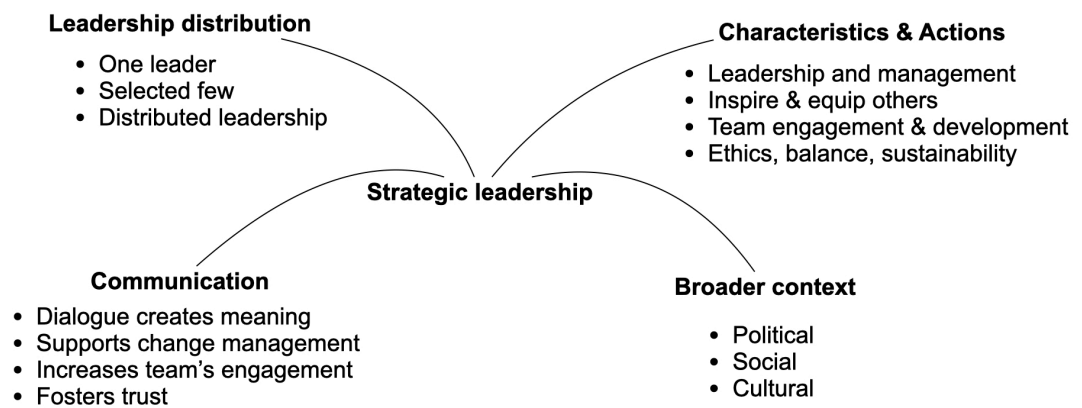 Leadership distribution
• One leader
• Selected few
• Distributed leadership
Characteristics & Actions
• Leadership and management
• Inspire & equip others
• Team engagement & development
• Ethics, balance, sustainability
Strategic leadership
Communication
• Dialogue creates meaning
• Supports change management
• Increases team’s engagement
• Fosters trust
Broader context
• Political
• Social
• Cultural